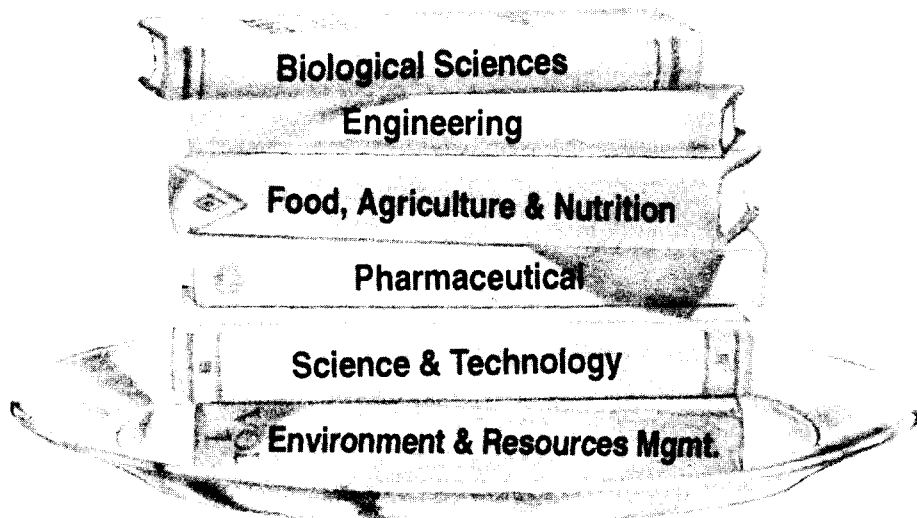 Biological Sciences
Engineering
Food, Agriculture & Nutrition
Pharmaceutical
Science & Technology
Environment & Resources Mgmt.